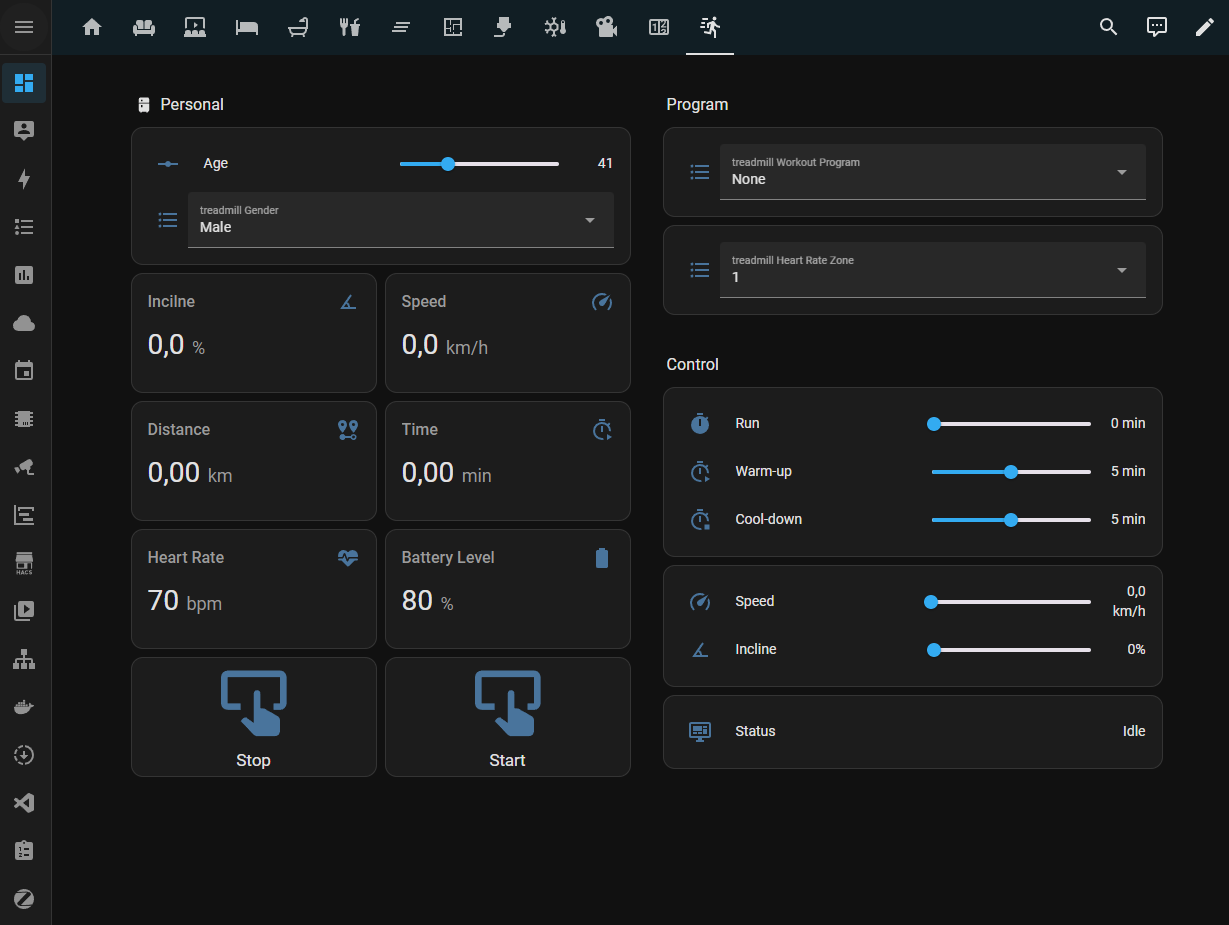 Personal
Age
41
treadmill Gender
Male
Incilne
0,0 %
Speed
0,0 km/h
Distance
0,00 km
Time
0,00 min
Heart Rate
70 bpm
Battery Level
80 %
Stop
Start
Program
treadmill Workout Program
None
treadmill Heart Rate Zone
1
Control
Run
0 min
Warm-up
5 min
Cool-down
5 min
Speed
0,0
km/h
Incline
0%
Status
Idle
HACS